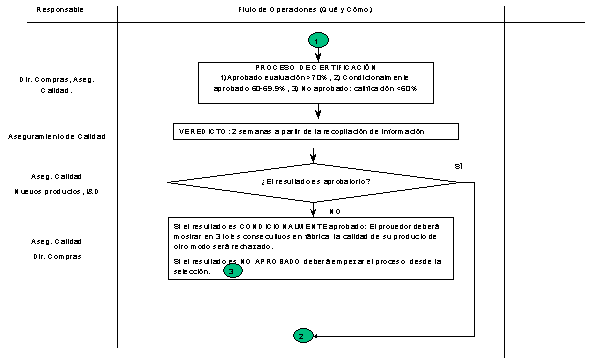 Responsable
Flujo de Operaciones (Qué y Cómo)
1
Dir. Compras, Aseg.
Calidad.
PROCESO DE CERTIFICACIÓN
1)Aprobado evaluación >70% , 2) Condicionalmente
aprobado 60-69.9% , 3) No aprobado: calificación <60%
Aseguramiento de Calidad
VEREDICTO : 2 semanas a partir de la recopilación de información
Aseg. Calidad
Nuevos productos, I&D
¿El resultado es aprobatorio?
SÍ
NO
Aseg. Calidad
Dir. Compras
Si el resultado es CONDICIONALMENTE aprobado: El proveedor deberá
mostrar en 3 lotes consecutivos en fábrica la calidad de su producto de
otro modo será rechazado.
Si el resultado es NO APROBADO deberá empezar el proceso desde la
selección.
3
2